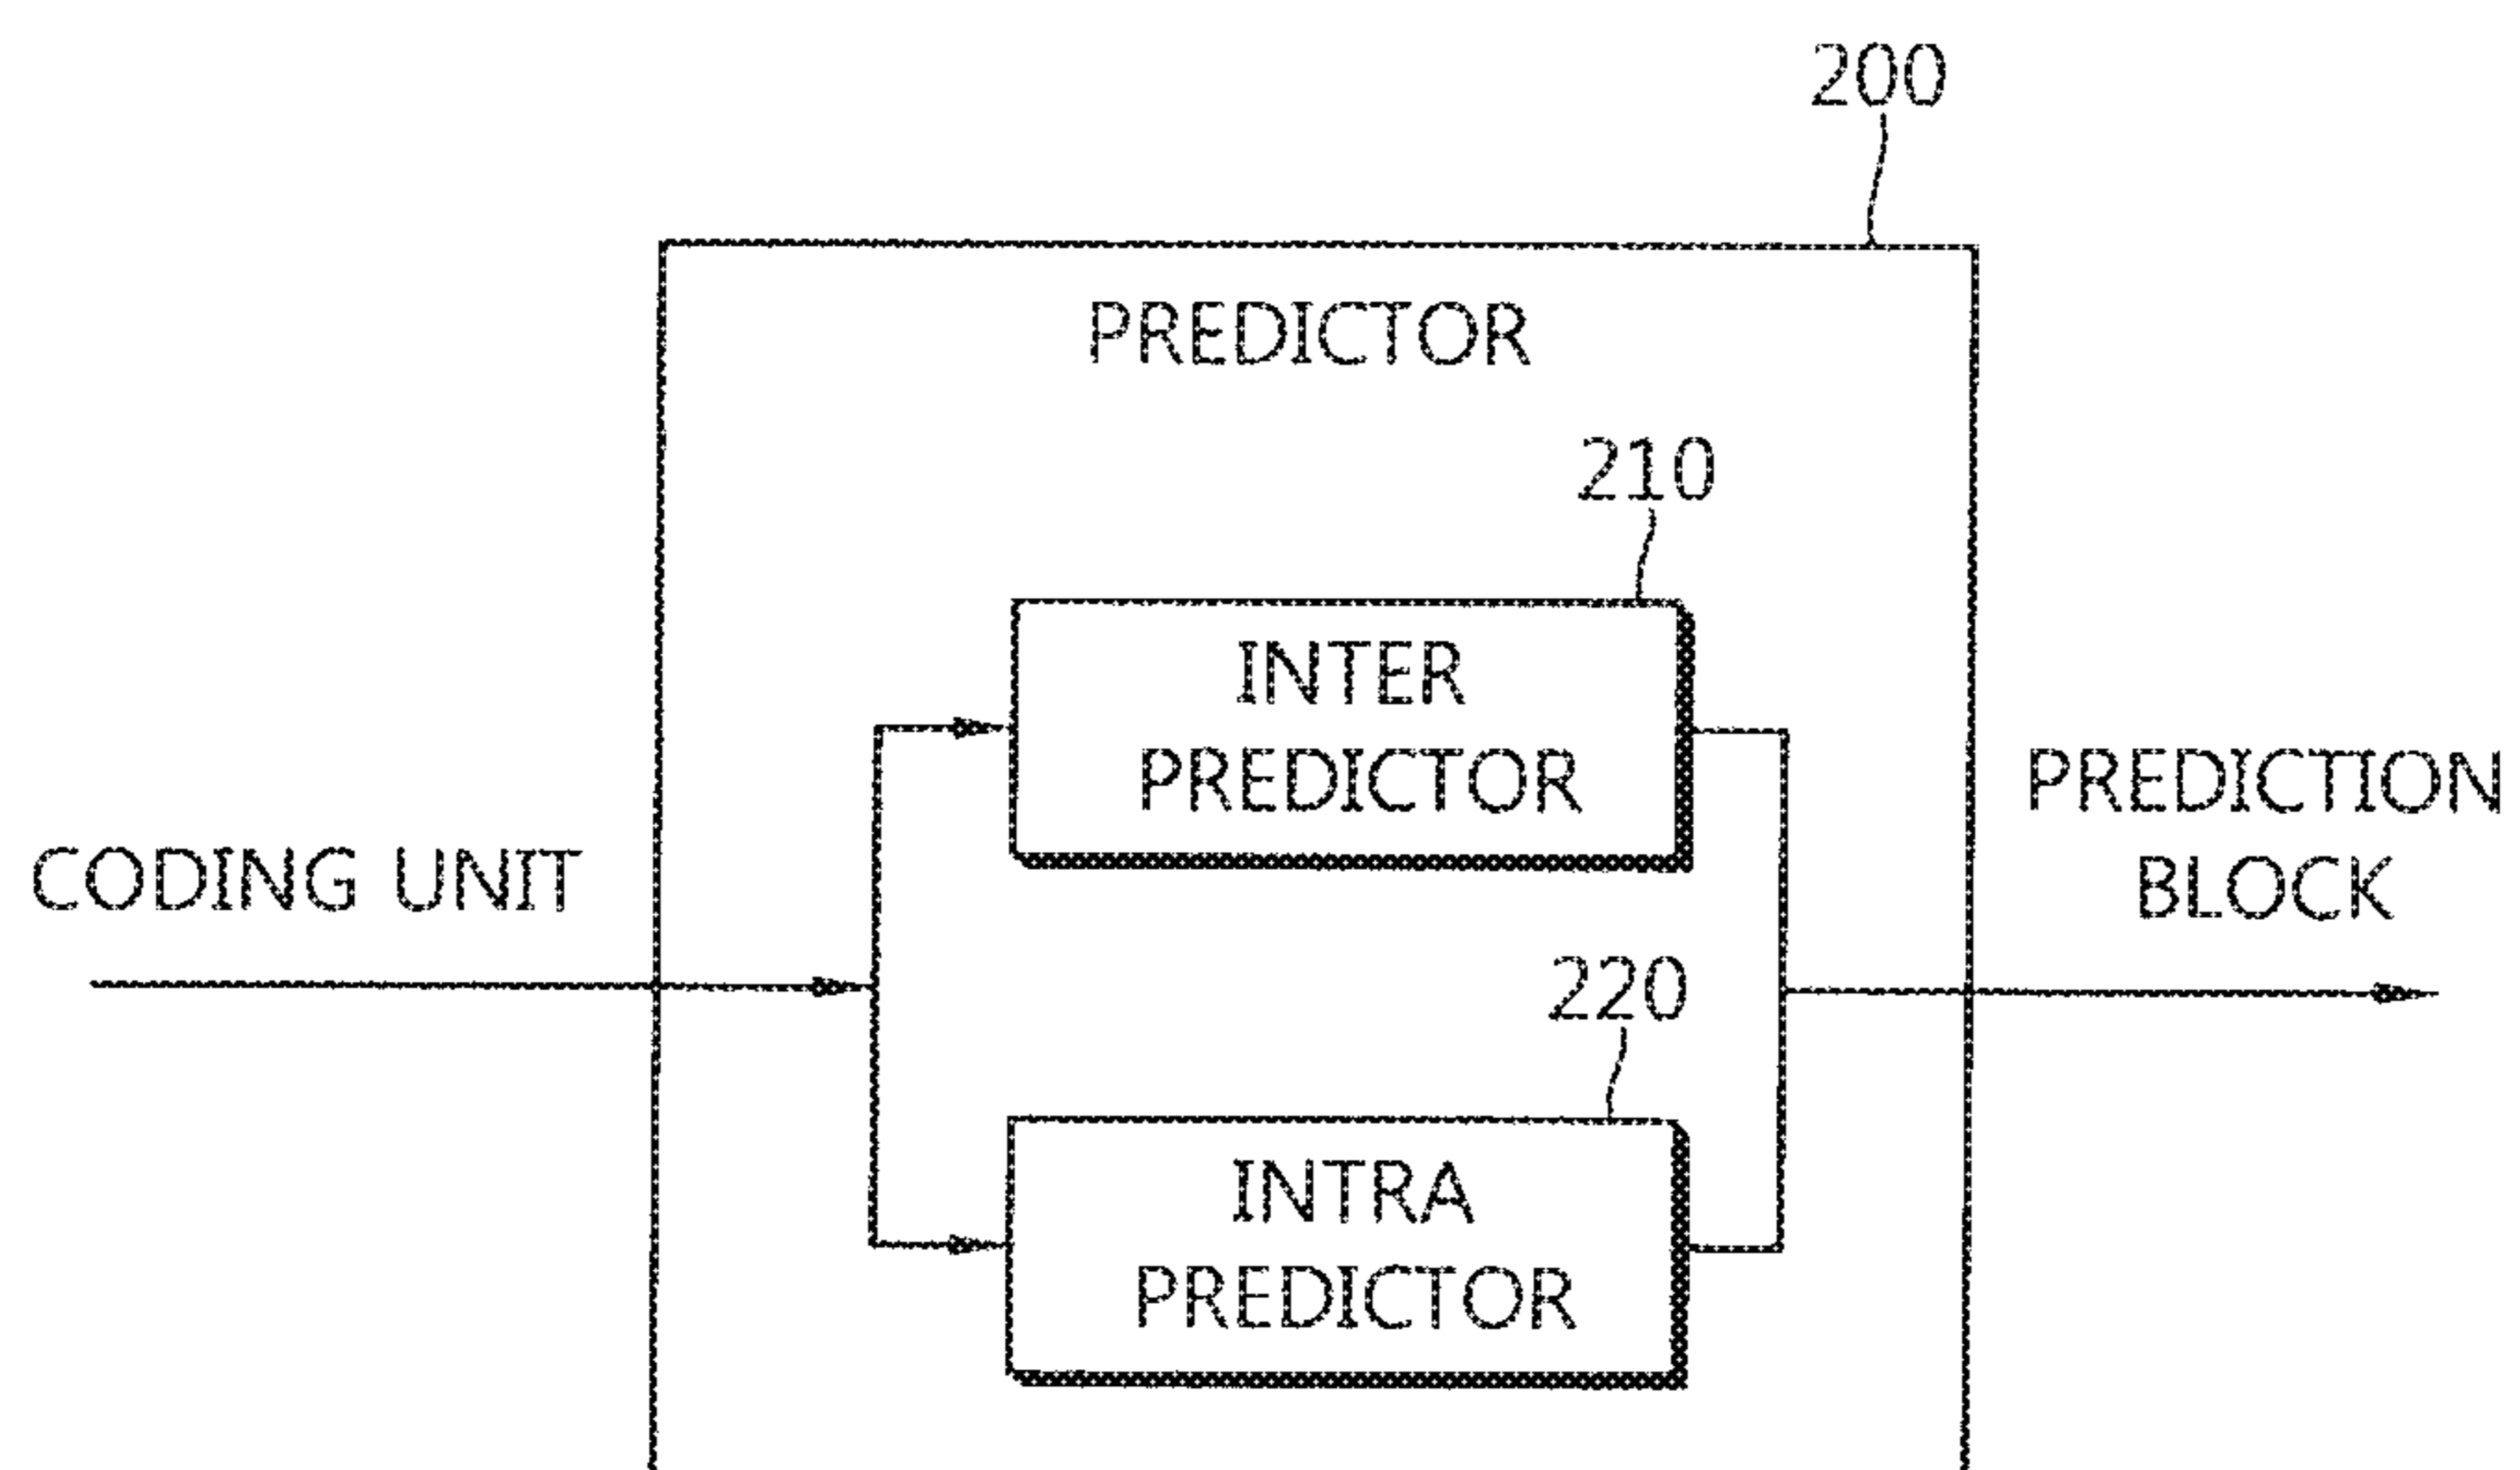 200
PREDICTOR
210
INTER
PREDICTOR
PREDICTION
BLOCK
CODING UNIT
220
INTRA
PREDICTOR